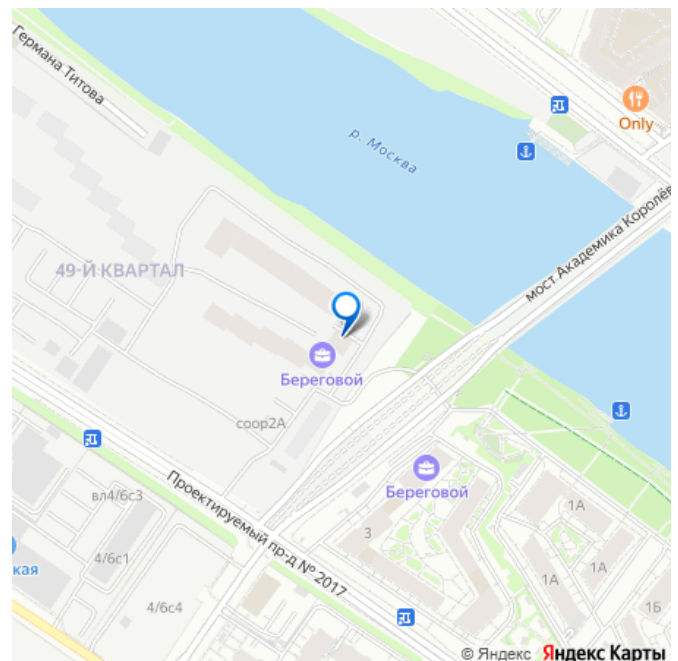 Германа Титова
Only
р. Москва
мост Академика Королёв
49-Й КВАРТАЛ
Береговой
соор2А
Береговой
вл4/6с3
Проектируемый пр-д № 2017
3
1А
1А
1А
1Б
4/6с1
кая
4/6с4
© Яндекс Яндекс Карты